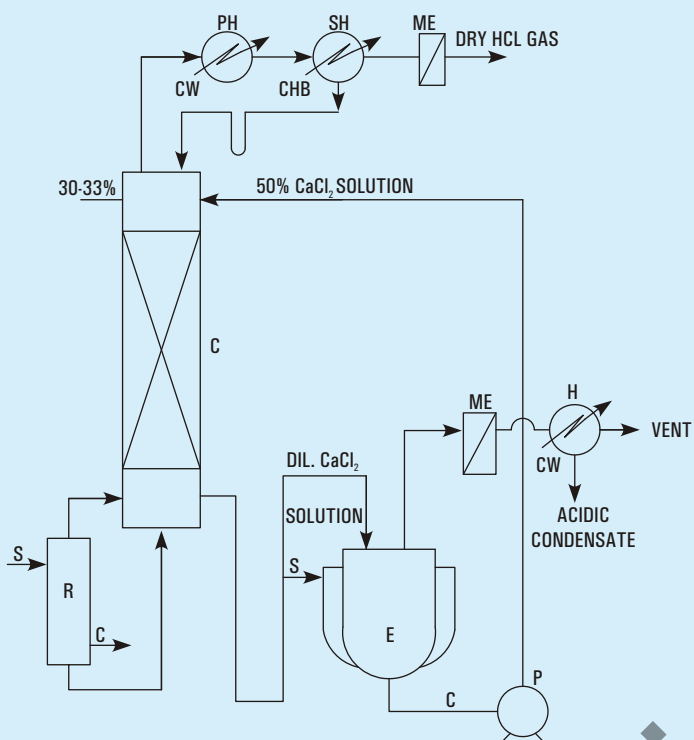 PH
SH
ME
DRY HCL GAS
CW
CHB
30-33%
50% CaCl₂ SOLUTION
C
ME
H
VENT
CW
DIL. CaCl₂
SOLUTION
ACIDIC
CONDENSATE
S
S
R
C
E
C
P